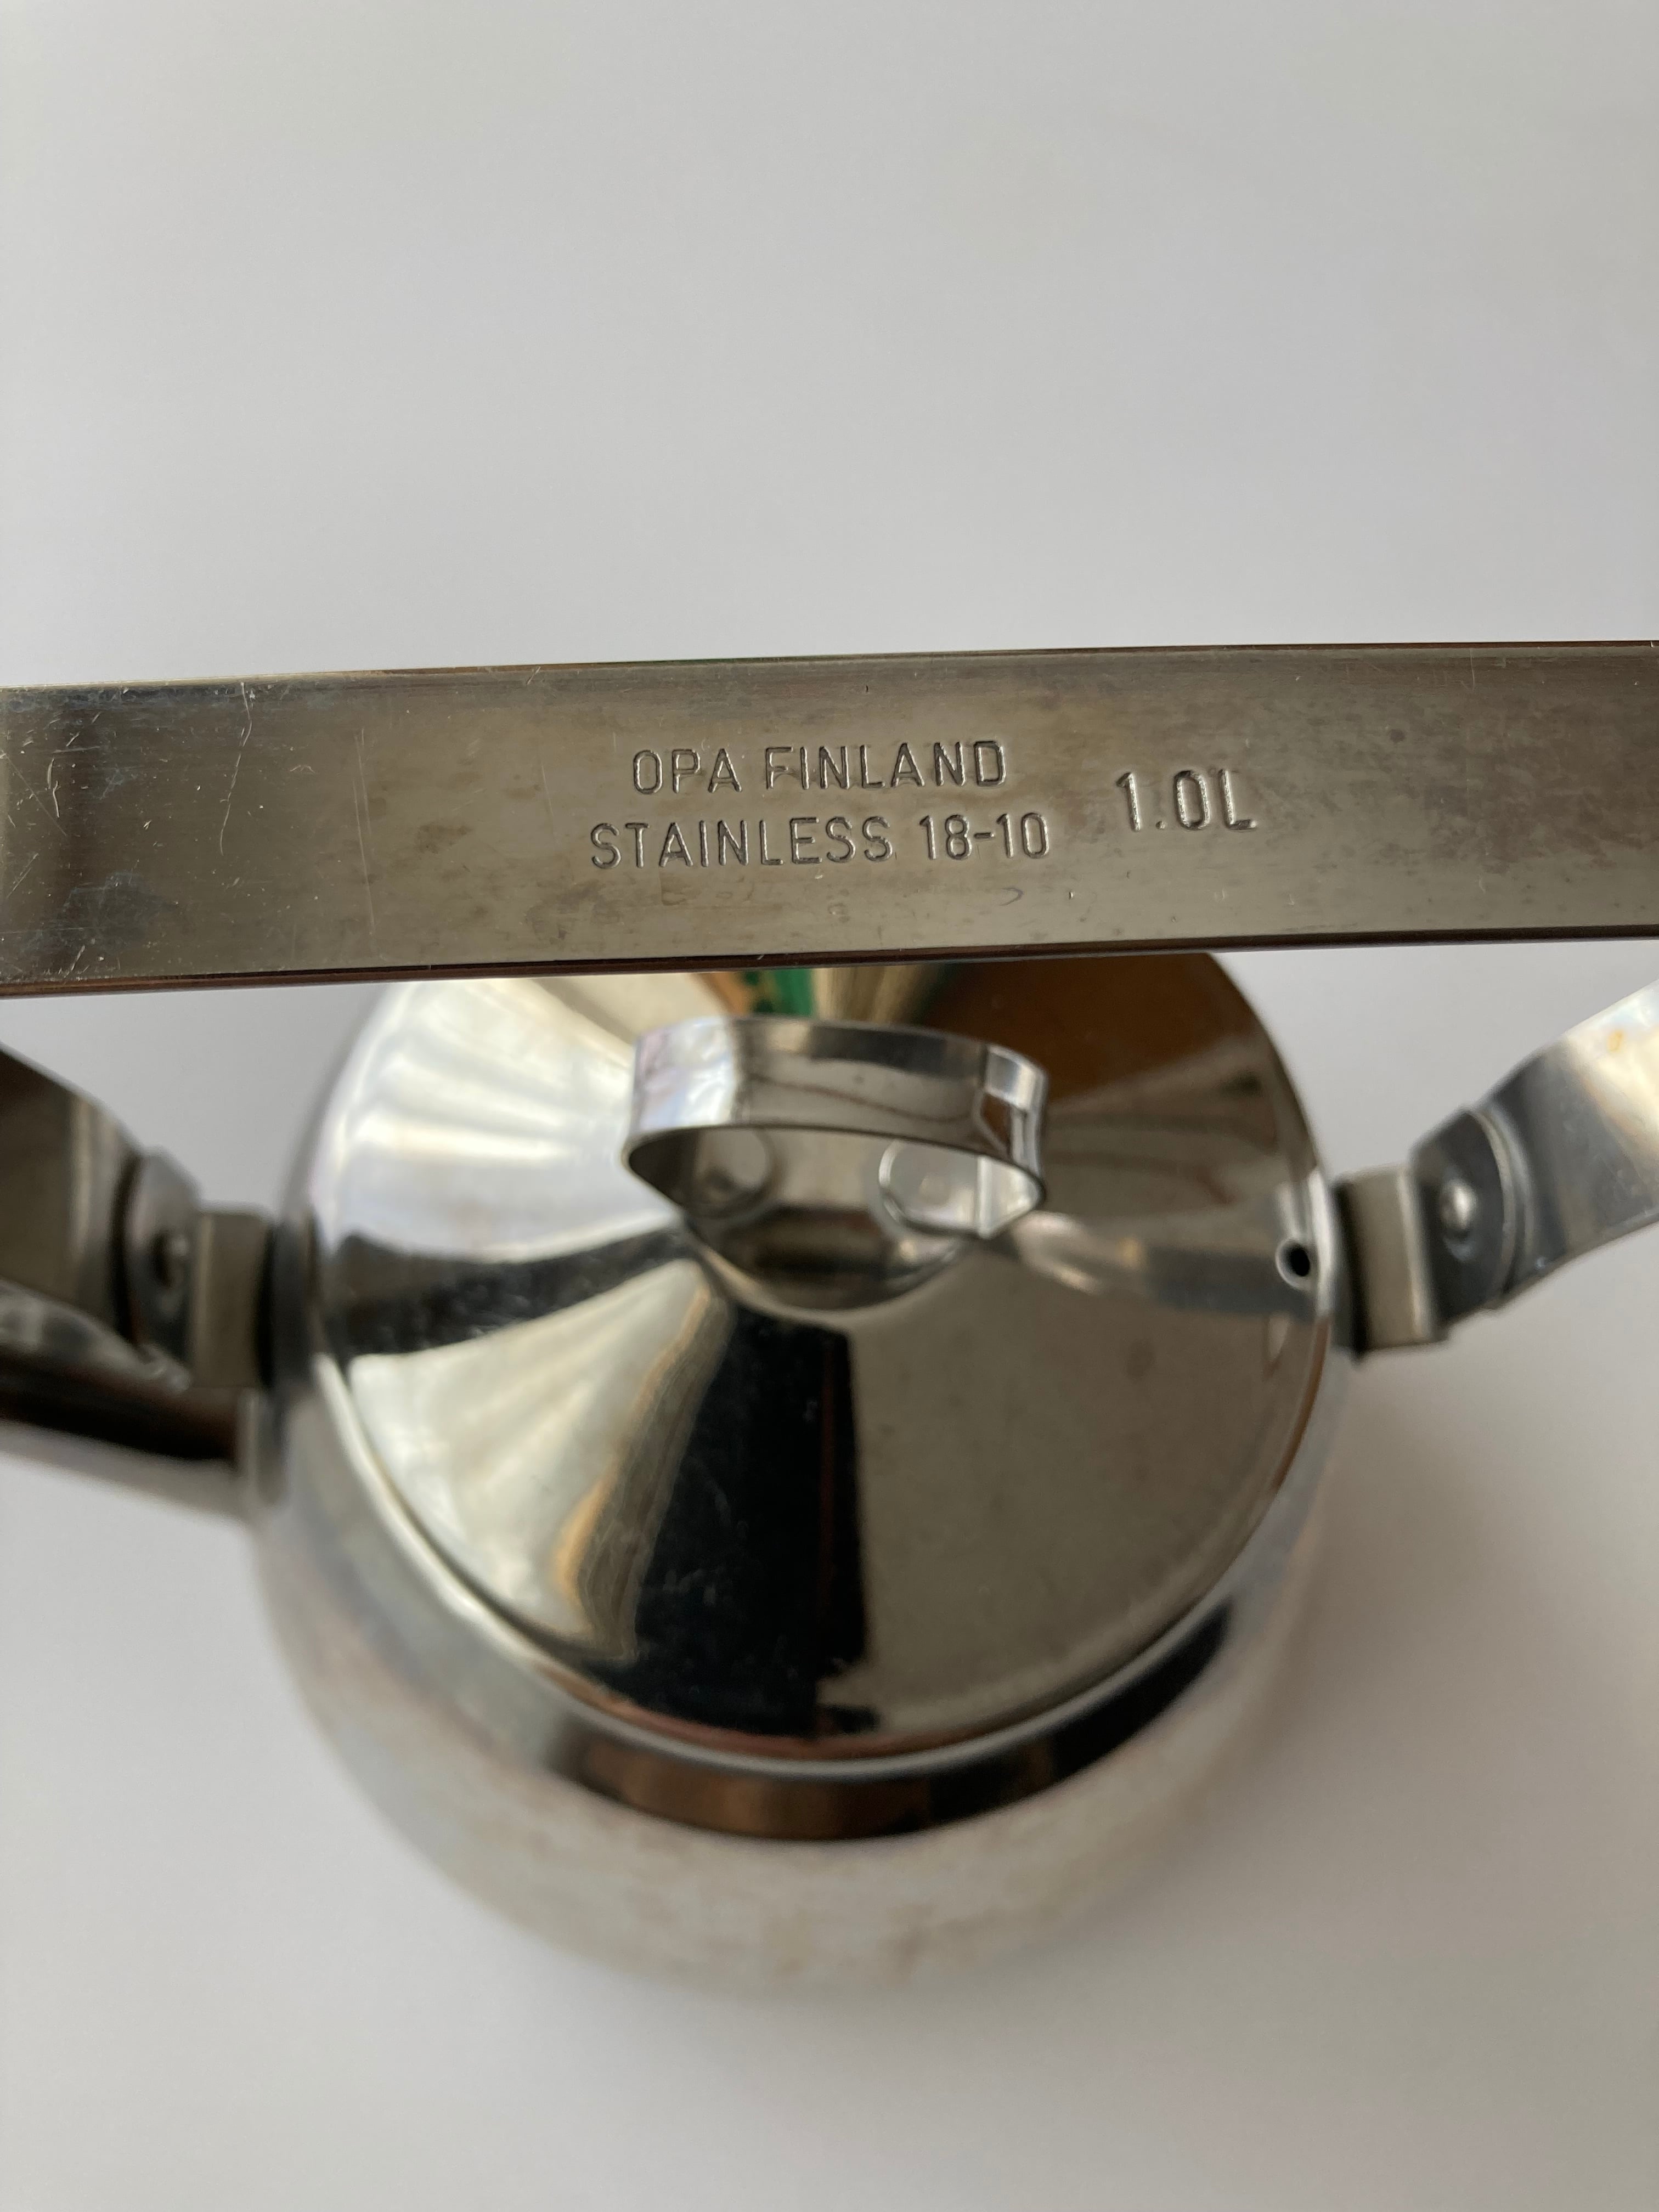 OPA FINLAND
STAINLESS 18-10 1.0L